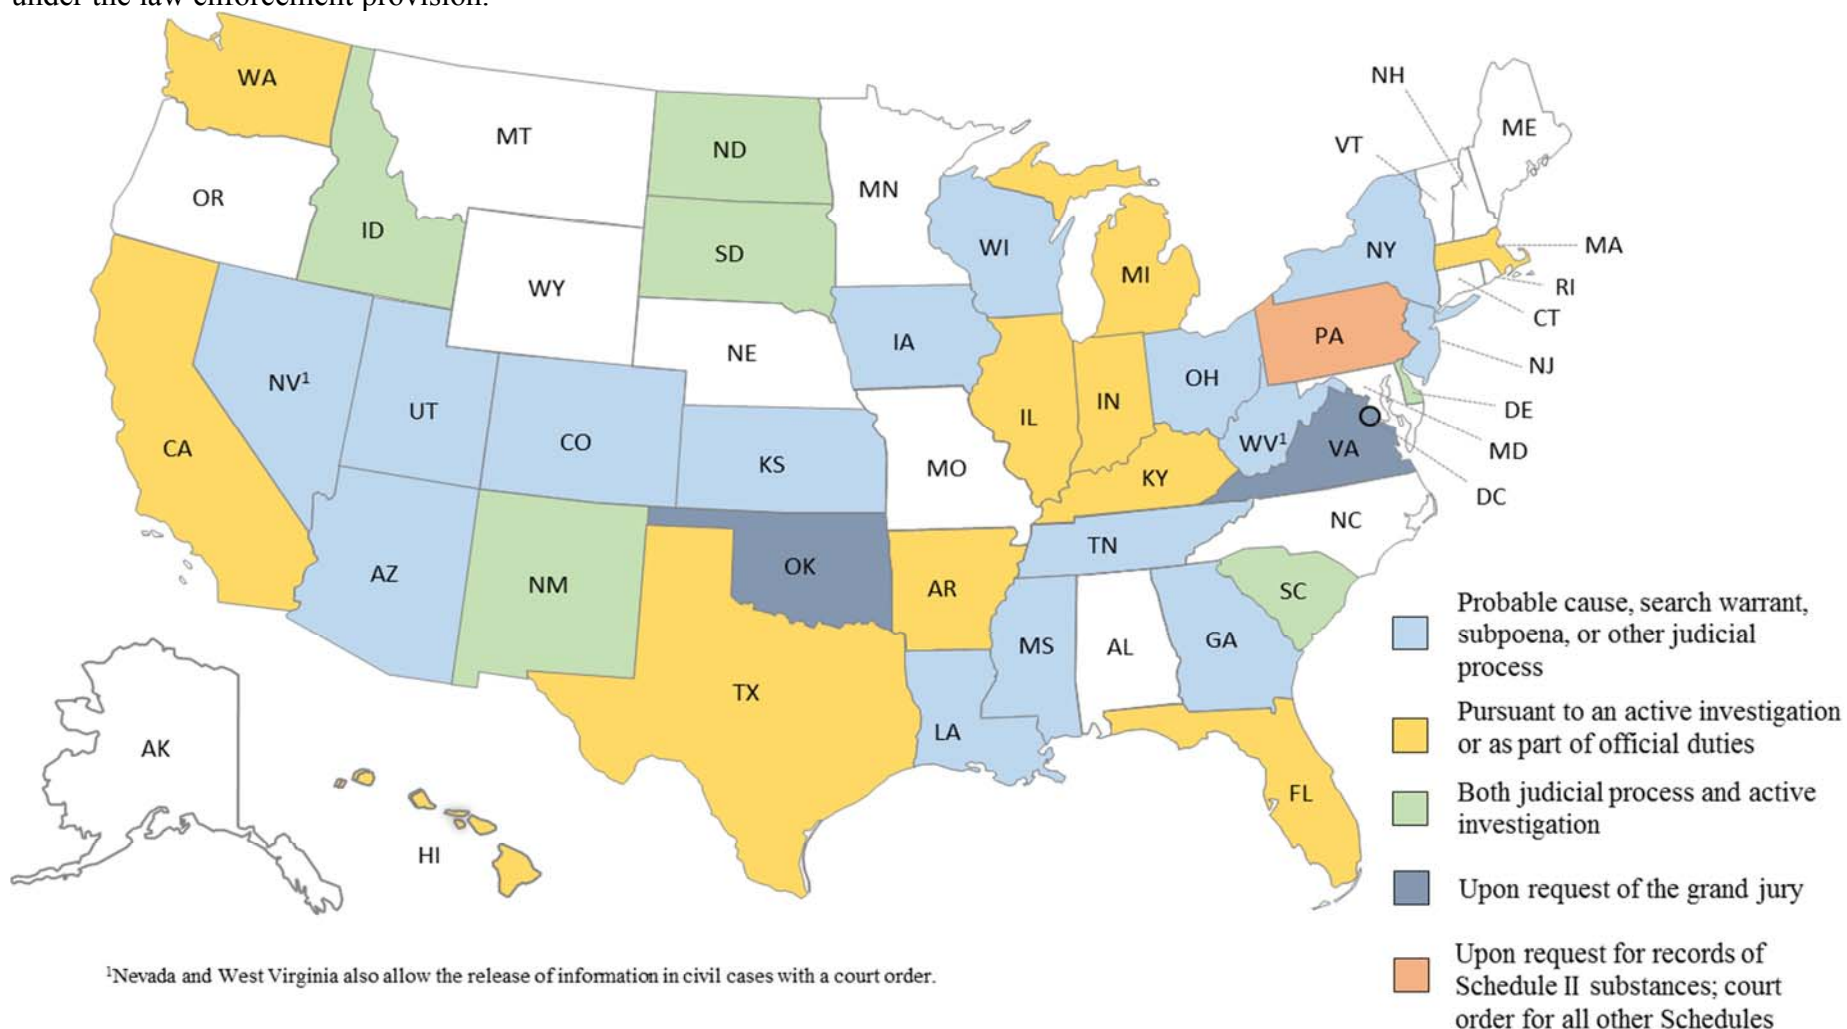 under the law enforcement provision.
WA
MT
ND
MN
OR
ID
SD
WI
MI
NH
VT
ME
NY
MA
RI
CT
NJ
DE
MD
DC
WY
NE
IA
PA
NV¹
UT
CO
KS
MO
IL
IN
OH
WV¹
VA
KY
CA
AZ
NM
OK
AR
TN
NC
SC
MS
AL
GA
TX
LA
FL
AK
HI
Probable cause, search warrant,
subpoena, or other judicial
process
Pursuant to an active investigation
or as part of official duties
Both judicial process and active
investigation
Upon request of the grand jury
Upon request for records of
Schedule II substances; court
order for all other Schedules
¹Nevada and West Virginia also allow the release of information in civil cases with a court order.